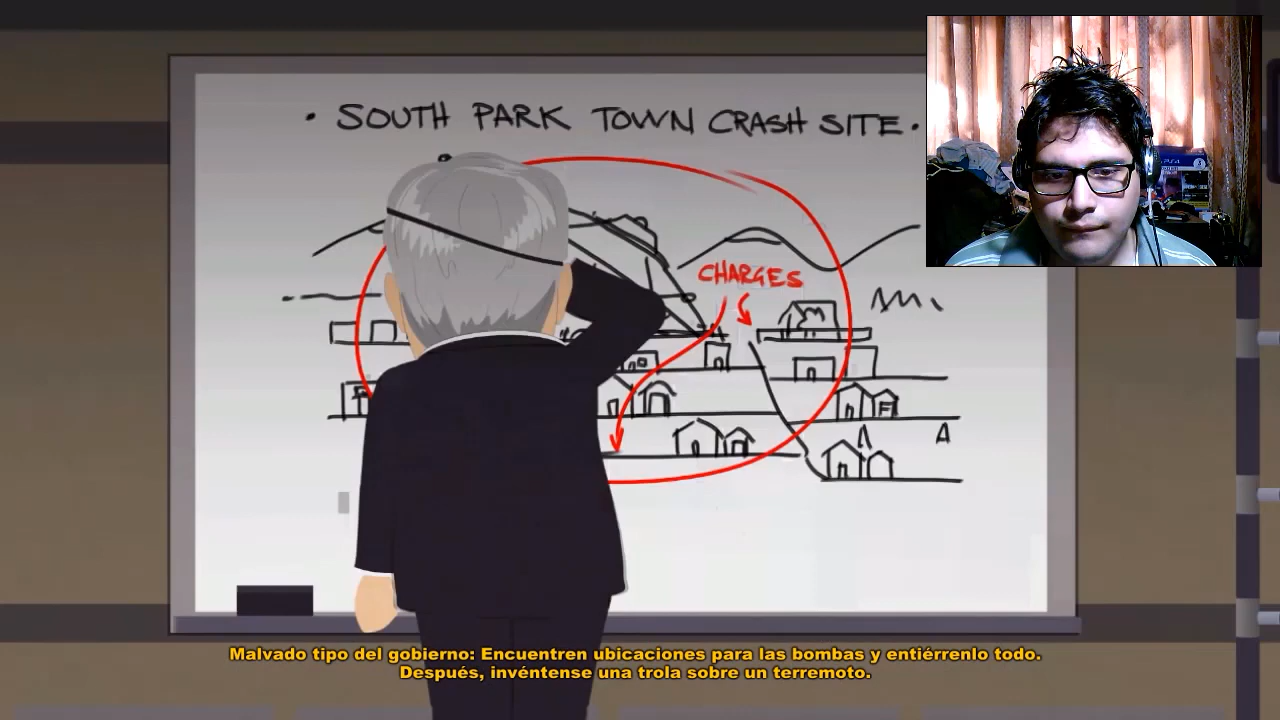 • SOUTH PARK TOWN CRASH SITE •
CHARGES
PS4
Malvado tipo del gobierno: Encuentren ubicaciones para las bombas y entiérrenlo todo.
Después, invéntense una trola sobre un terremoto.